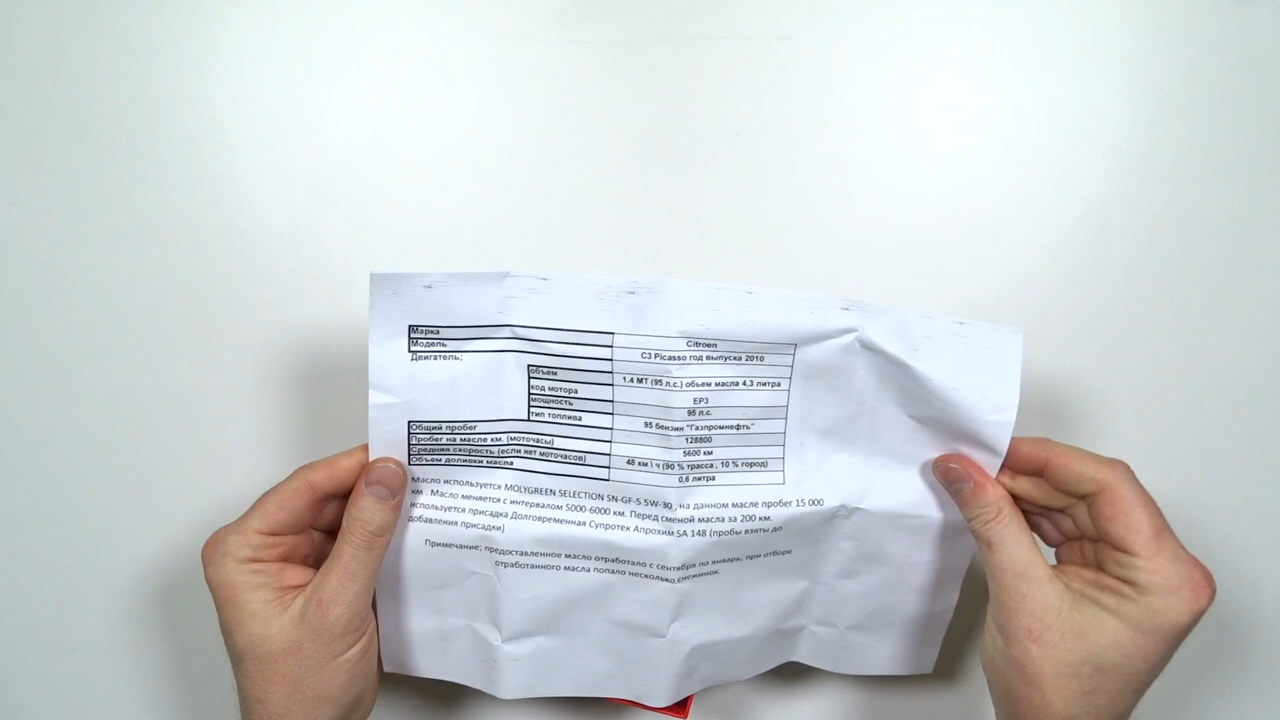 Марка Citroen
Модель C3 Picasso год выпуска 2010
Двигатель;
объем 1.4 МТ (95 л.с.) обьем масла 4,3 литра
код мотора EP3
мощность 95 л.с.
тип топлива 95 бензин "Газпромнефть"
Общий пробег 128800
Пробег на масле км. (моточасы) 5600 км
Средняя скорость (если нет моточасов) 48 км \ ч (90 % трасса , 10 % город)
Объем доливки масла 0,6 литра
Масло используется MOLYGREEN SELECTION SN-GF-5 5W-30 , на данном масле пробег 15 000
км . Масло меняется с интервалом 5000-6000 км. Перед сменой масла за 200 км.
используется присадка Долговременная Супротек Апрохим SA 148 (пробы взяты до
добавления присадки)
Примечание; предоставленное масло отработало с сентября по январь, при отборе
отработанного масла попало несколько снежинок.